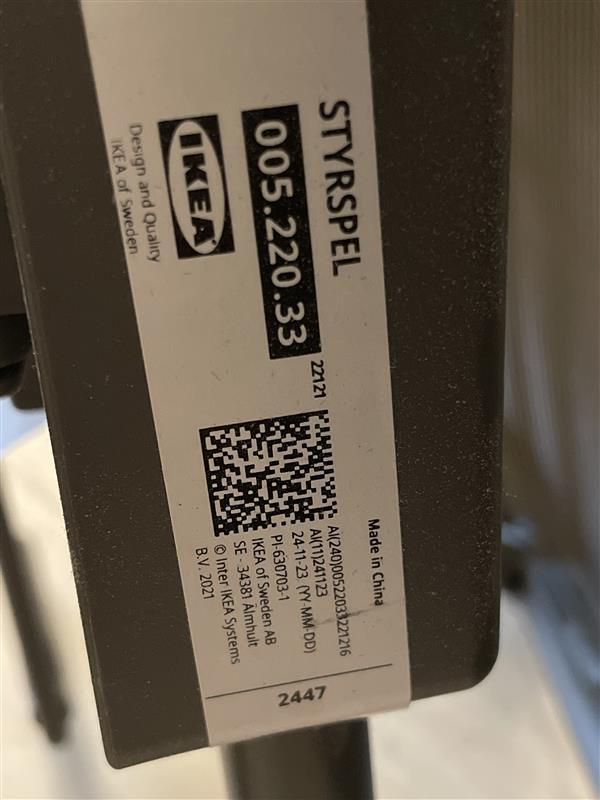 STYRSPEL
005.220.33
22121
IKEA
Design and Quality
IKEA of Sweden
Made in China
AI(240)00522033221216
AI(11)241123
24-11-23 (YY-MM-DD)
PI-630703-1
IKEA of Sweden AB
SE - 34381 Älmhult
© Inter IKEA Systems
B.V. 2021
2447